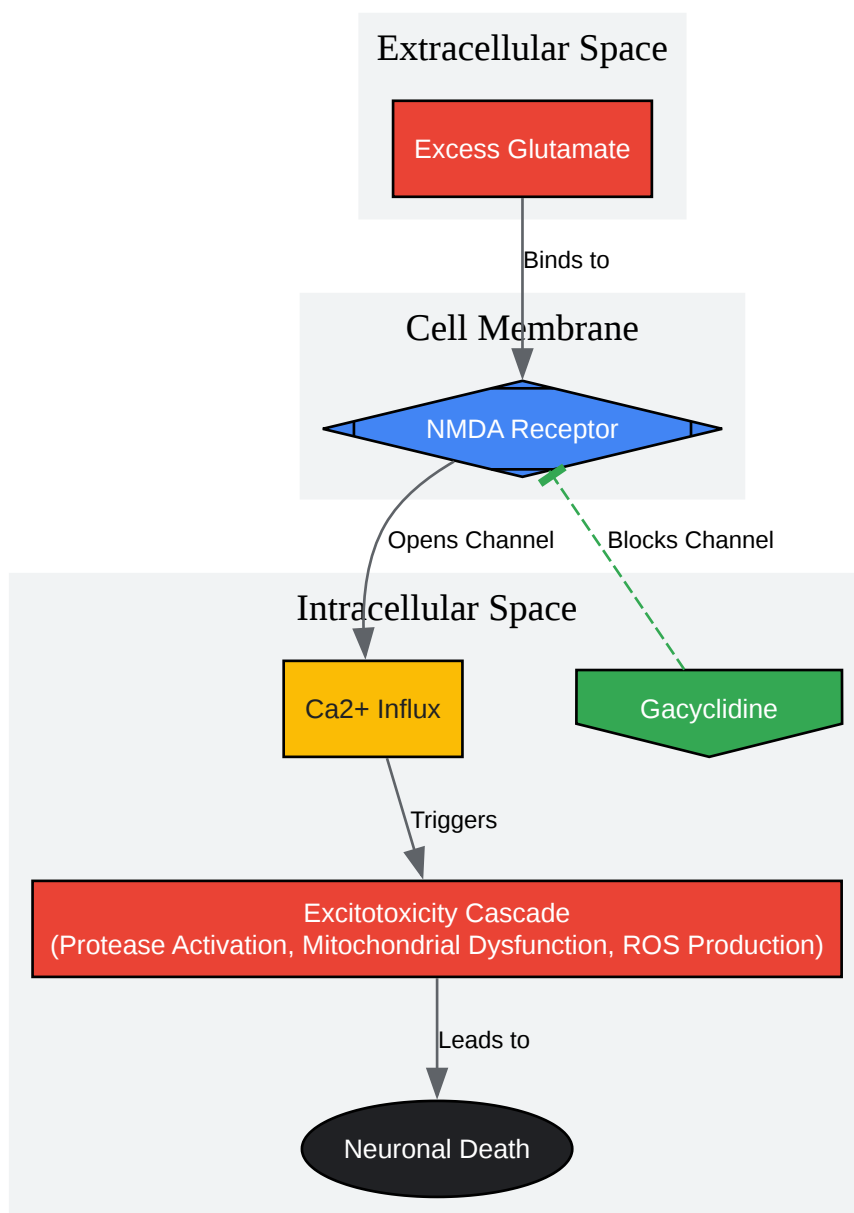 Extracellular Space
Excess Glutamate
Binds to
Cell Membrane
NMDA Receptor
Opens Channel
Blocks Channel
Intracellular Space
Ca2+ Influx
Gacyclidine
Triggers
Excitotoxicity Cascade
(Protease Activation, Mitochondrial Dysfunction, ROS Production)
Leads to
Neuronal Death